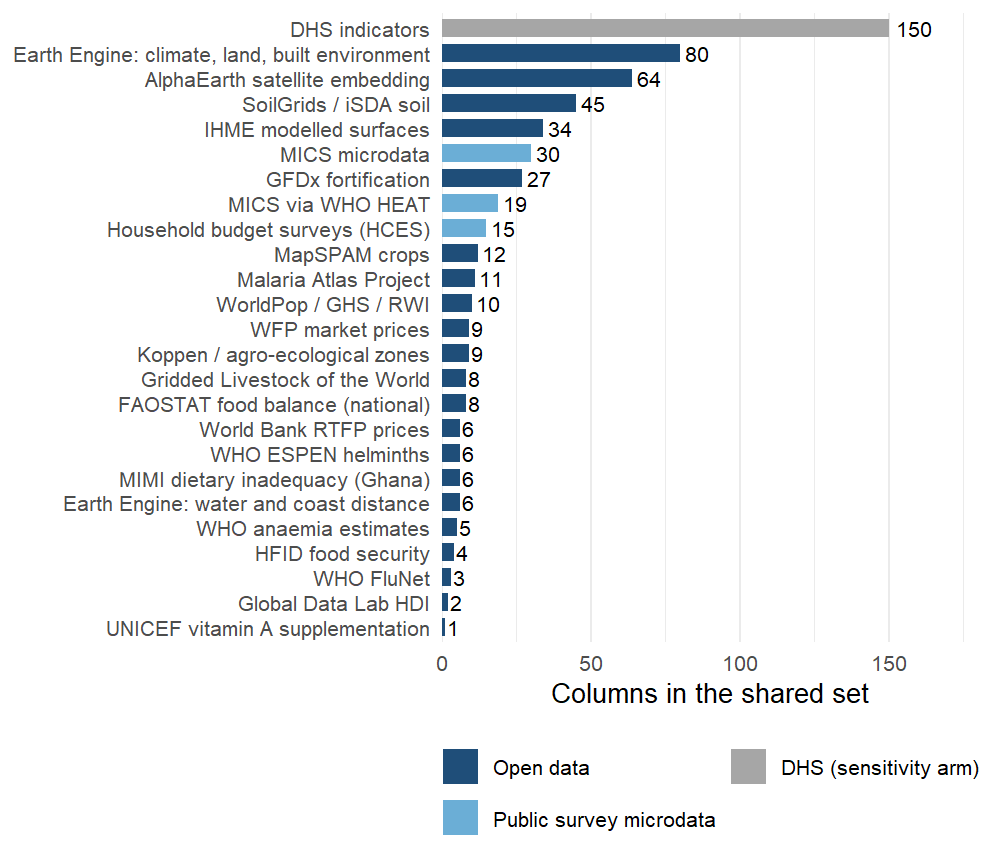 DHS indicators 150
Earth Engine: climate, land, built environment 80
AlphaEarth satellite embedding 64
SoilGrids / iSDA soil 45
IHME modelled surfaces 34
MICS microdata 30
GFDx fortification 27
MICS via WHO HEAT 19
Household budget surveys (HCES) 15
MapSPAM crops 12
Malaria Atlas Project 11
WorldPop / GHS / RWI 10
WFP market prices 9
Koppen / agro-ecological zones 9
Gridded Livestock of the World 8
FAOSTAT food balance (national) 8
World Bank RTFP prices 6
WHO ESPEN helminths 6
MIMI dietary inadequacy (Ghana) 6
Earth Engine: water and coast distance 6
WHO anaemia estimates 5
HFID food security 4
WHO FluNet 3
Global Data Lab HDI 2
UNICEF vitamin A supplementation 1
0 50 100 150
Columns in the shared set
Open data DHS (sensitivity arm)
Public survey microdata